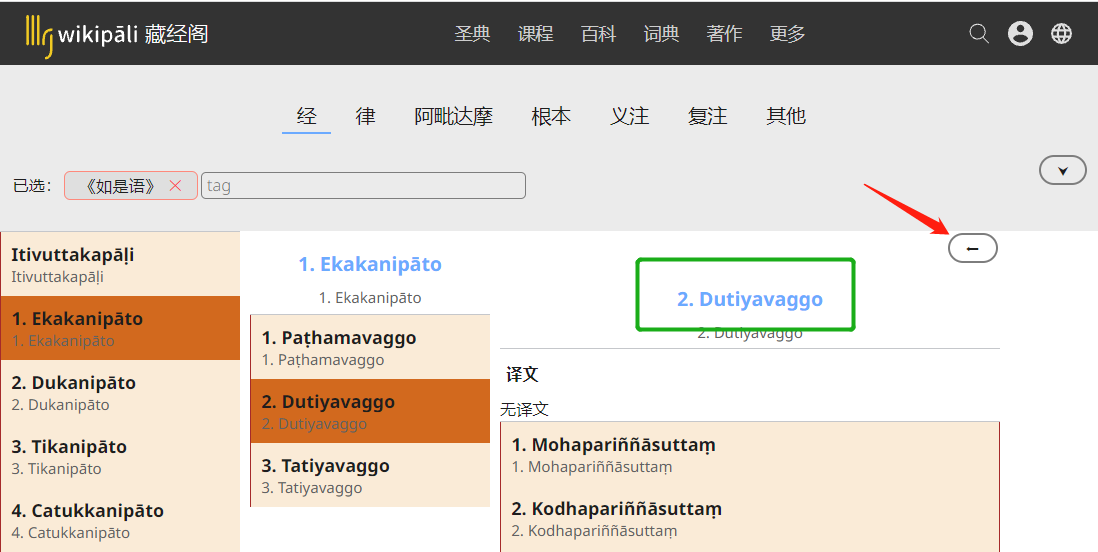 wikipāli 藏经阁 圣典 课程 百科 词典 著作 更多
经 律 阿毗达摩 根本 义注 复注 其他
已选： 《如是语》 tag
Itivuttakapāḷi
Itivuttakapāḷi
1. Ekakanipāto
1. Ekakanipāto
2. Dukanipāto
2. Dukanipāto
3. Tikanipāto
3. Tikanipāto
4. Catukkanipāto
4. Catukkanipāto
1. Ekakanipāto
1. Ekakanipāto
1. Paṭhamavaggo
1. Paṭhamavaggo
2. Dutiyavaggo
2. Dutiyavaggo
3. Tatiyavaggo
3. Tatiyavaggo
2. Dutiyavaggo
2. Dutiyavaggo
译文
无译文
1. Mohapariññāsuttaṃ
1. Mohapariññāsuttaṃ
2. Kodhapariññāsuttaṃ
2. Kodhapariññāsuttaṃ